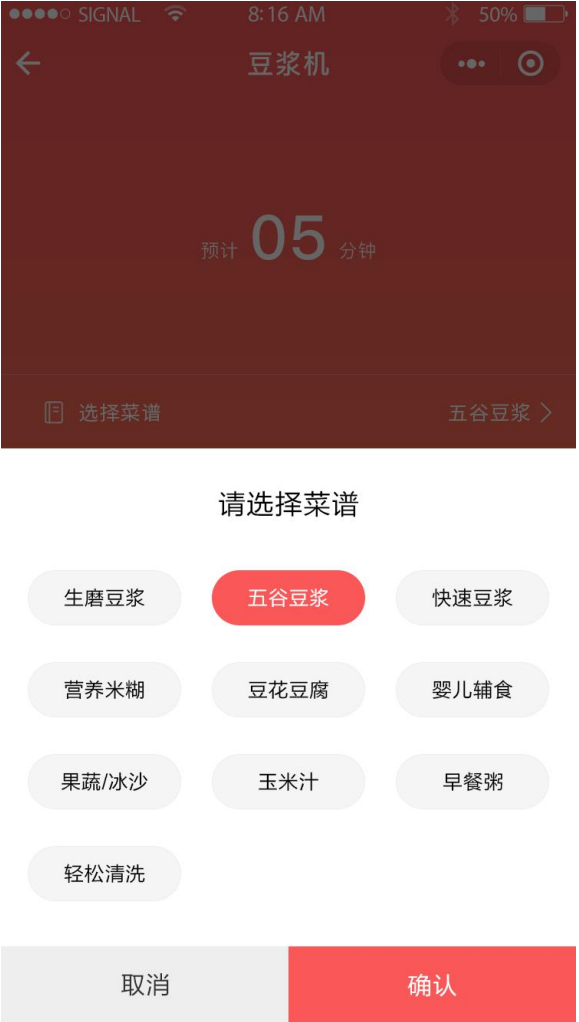 SIGNAL 8:16 AM 50%
豆浆机
预计 05 分钟
选择菜谱 五谷豆浆
请选择菜谱
生磨豆浆 五谷豆浆 快速豆浆
营养米糊 豆花豆腐 婴儿辅食
果蔬/冰沙 玉米汁 早餐粥
轻松清洗
取消 确认